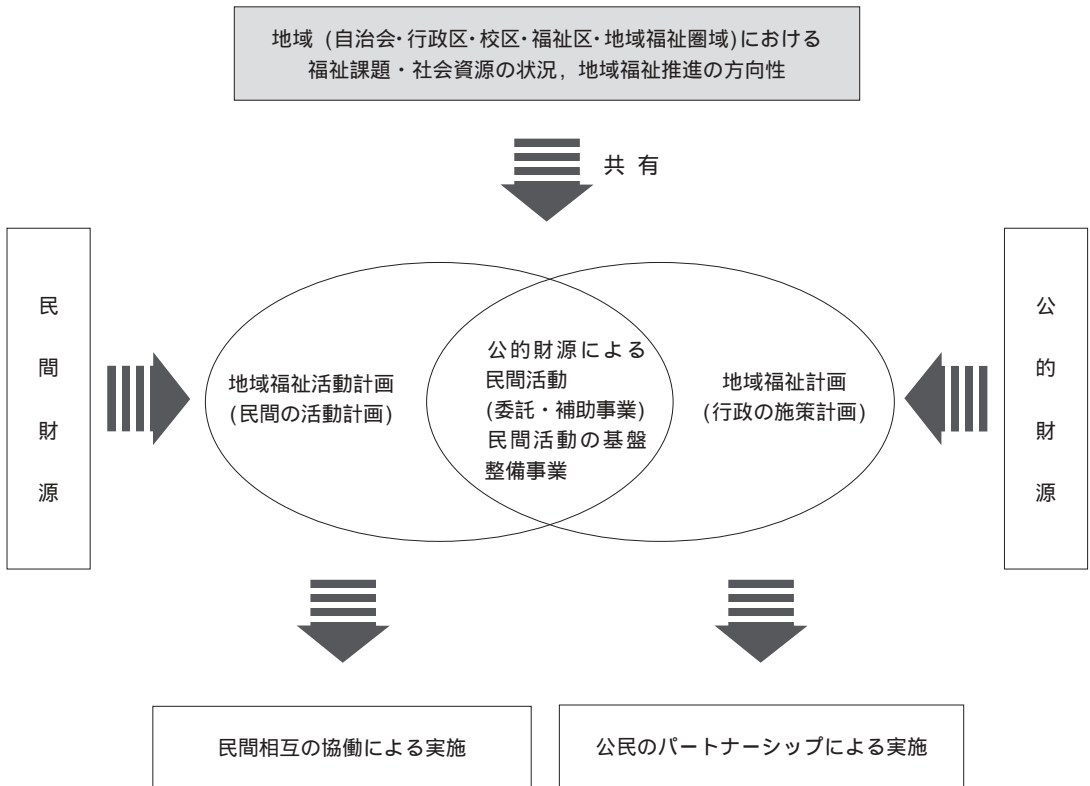 地域 (自治会・行政区・校区・福祉区・地域福祉圏域)における
福祉課題・社会資源の状況, 地域福祉推進の方向性
共 有
民間財源
地域福祉活動計画
(民間の活動計画)
公的財源による
民間活動
(委託・補助事業)
民間活動の基盤
整備事業
地域福祉計画
(行政の施策計画)
公的財源
民間相互の協働による実施
公民のパートナーシップによる実施